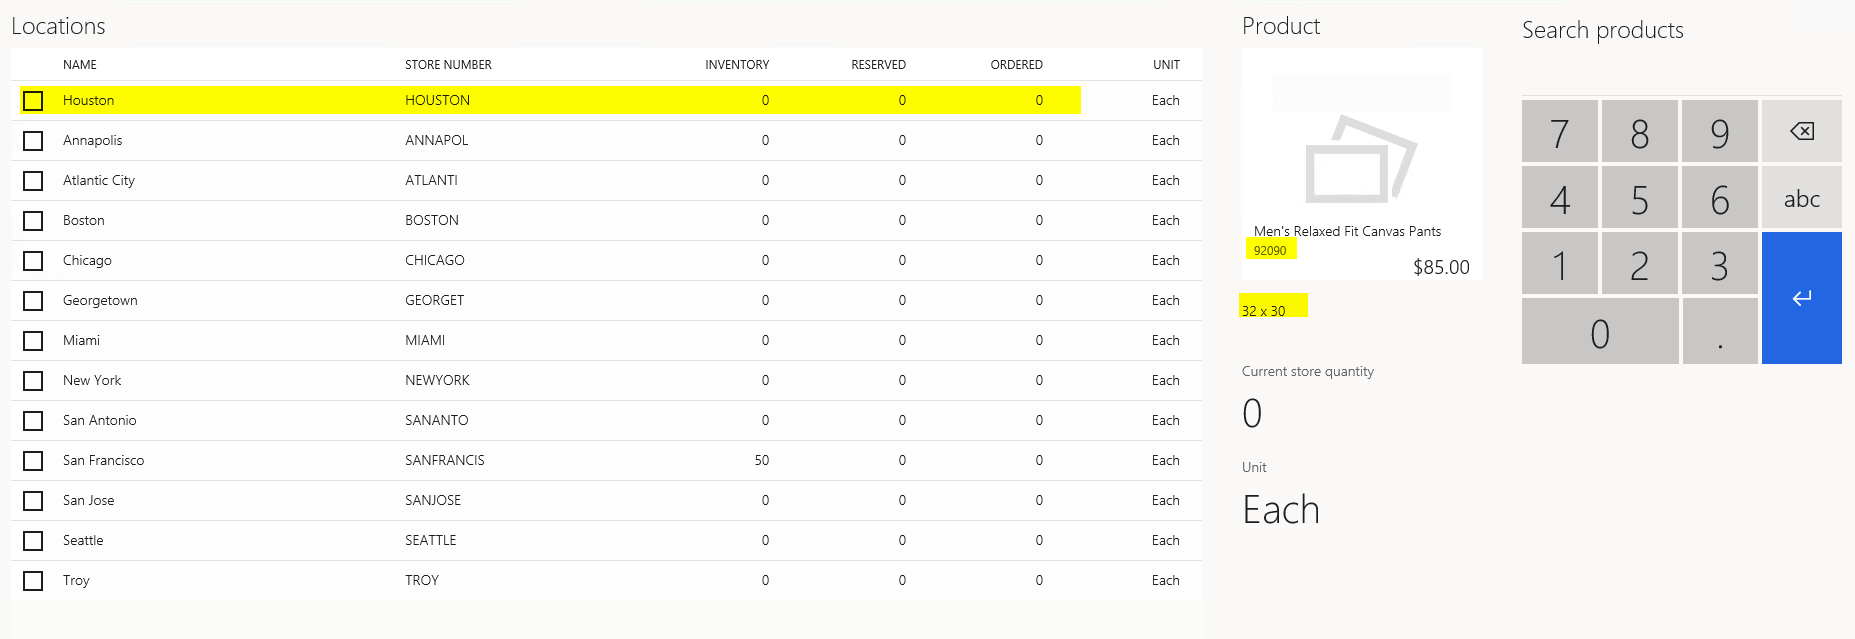 Locations
NAME STORE NUMBER INVENTORY RESERVED ORDERED UNIT
Houston HOUSTON 0 0 0 Each
Annapolis ANNAPOL 0 0 0 Each
Atlantic City ATLANTI 0 0 0 Each
Boston BOSTON 0 0 0 Each
Chicago CHICAGO 0 0 0 Each
Georgetown GEORGET 0 0 0 Each
Miami MIAMI 0 0 0 Each
New York NEWYORK 0 0 0 Each
San Antonio SANANTO 0 0 0 Each
San Francisco SANFRANCIS 50 0 0 Each
San Jose SANJOSE 0 0 0 Each
Seattle SEATTLE 0 0 0 Each
Troy TROY 0 0 0 Each
Product
Men's Relaxed Fit Canvas Pants
92090
$85.00
32 x 30
Current store quantity
0
Unit
Each
Search products
7 8 9
4 5 6 abc
1 2 3
0 .